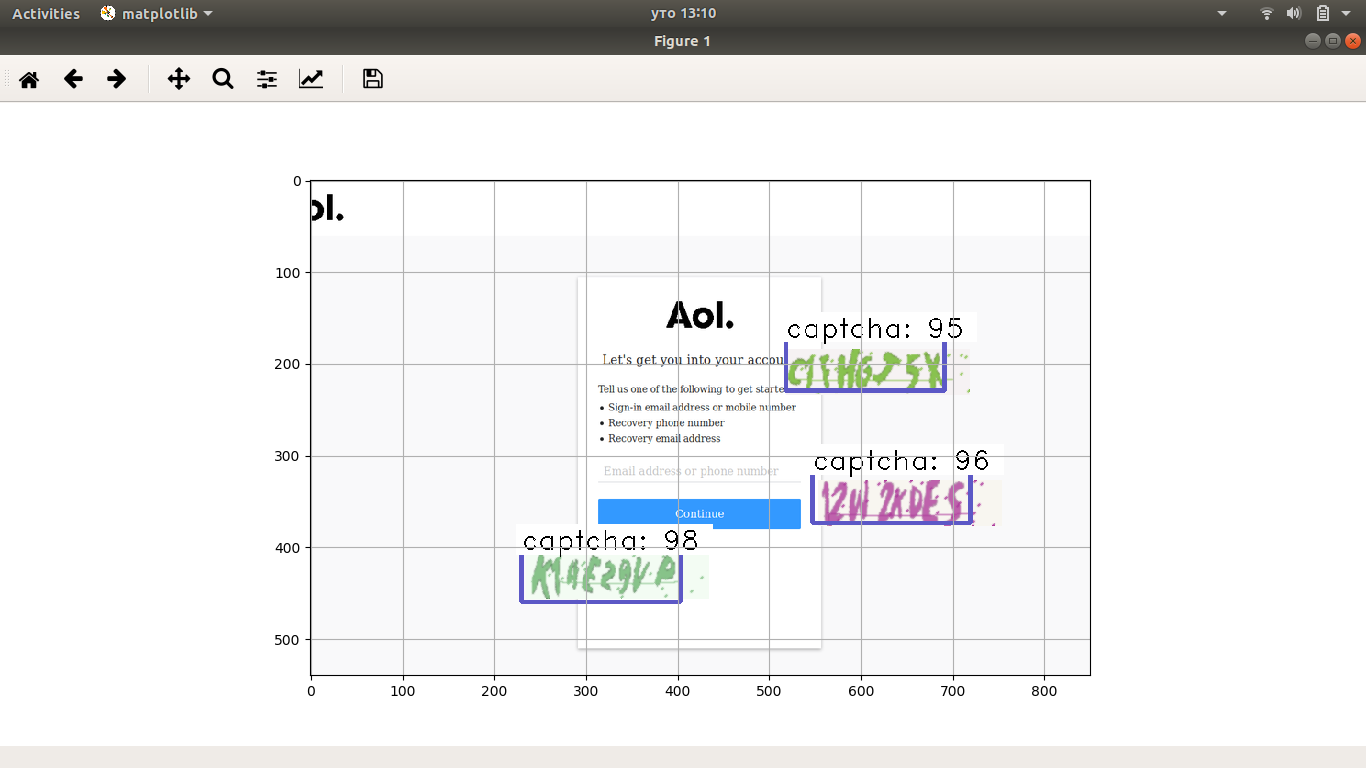 Activities matplotlib уто 13:10
Figure 1
0
ol.
100
Aol.
captcha: 95
200
Let's get you into your accou
Tell us one of the following to get starte
• Sign-in email address or mobile number
• Recovery phone number
• Recovery email address
300
captcha: 96
Email address or phone number
Continue
400
captcha: 98
500
0 100 200 300 400 500 600 700 800